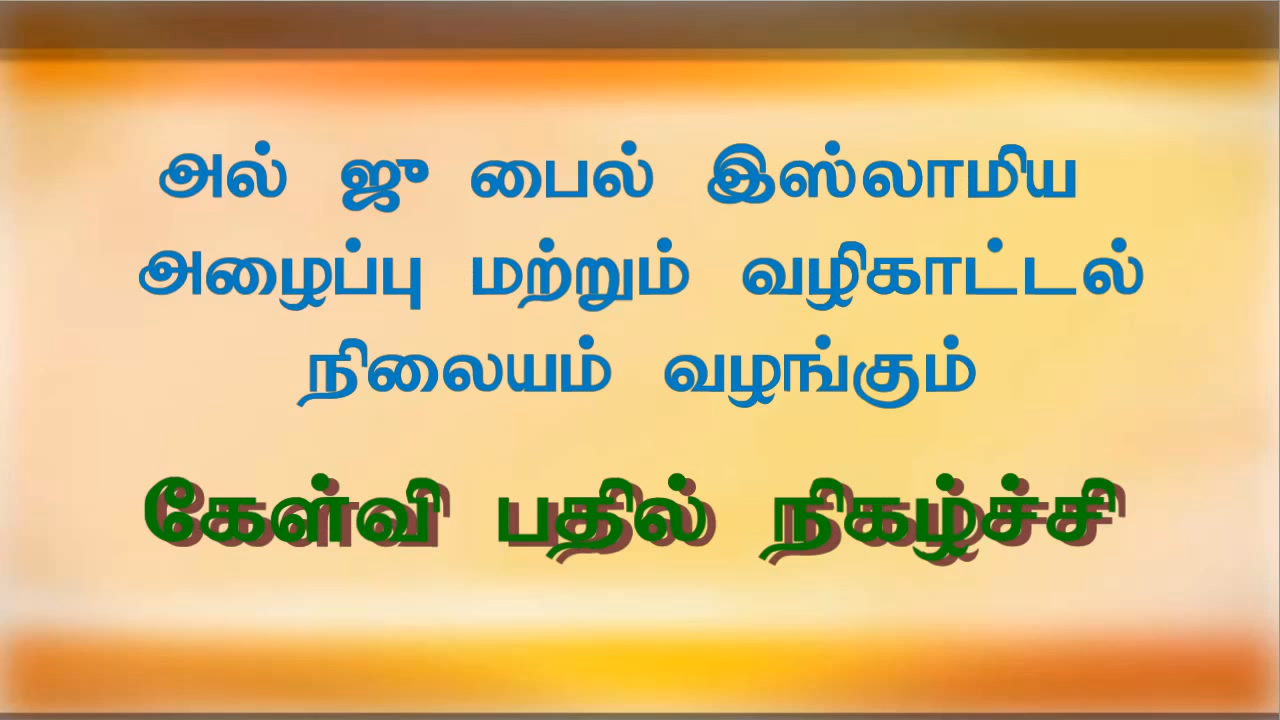 அல் ஜு பைல் இஸ்லாமிய
அழைப்பு மற்றும் வழிகாட்டல்
நிலையம் வழங்கும்
கேள்வி பதில் நிகழ்ச்சி